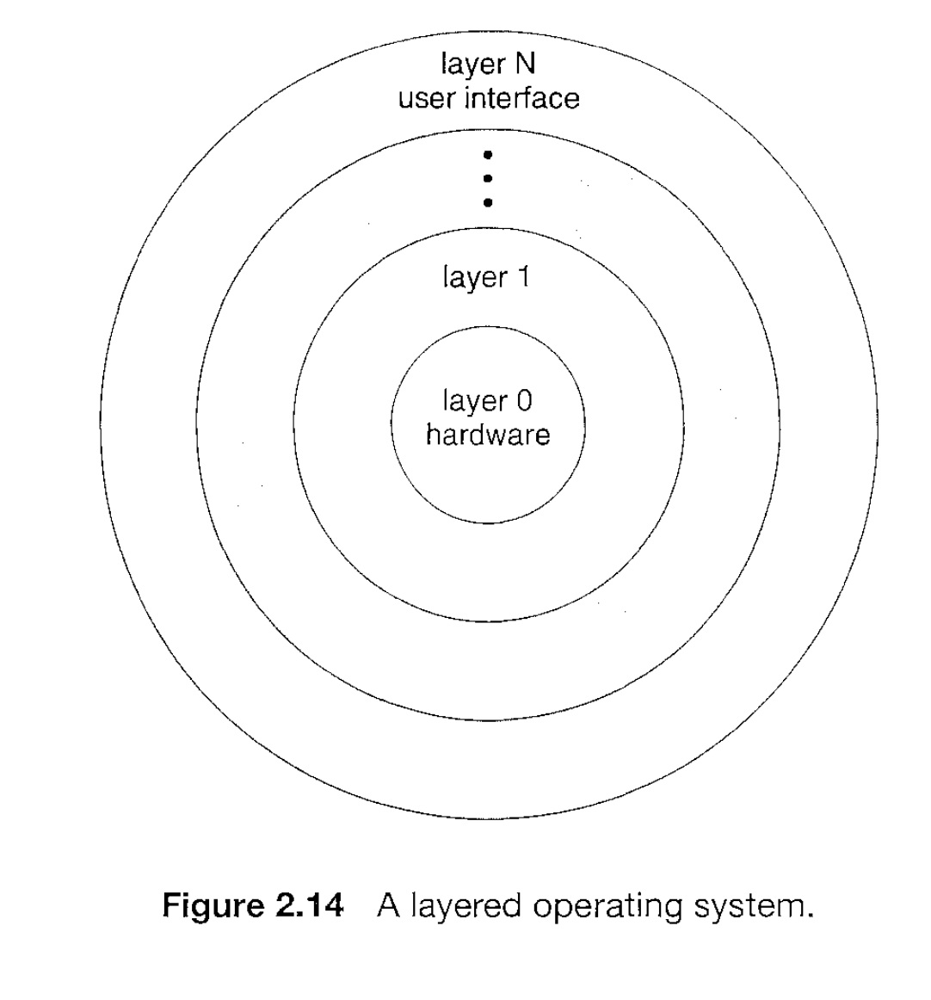 layer N
user interface
layer 1
layer 0
hardware
Figure 2.14 A layered operating system.